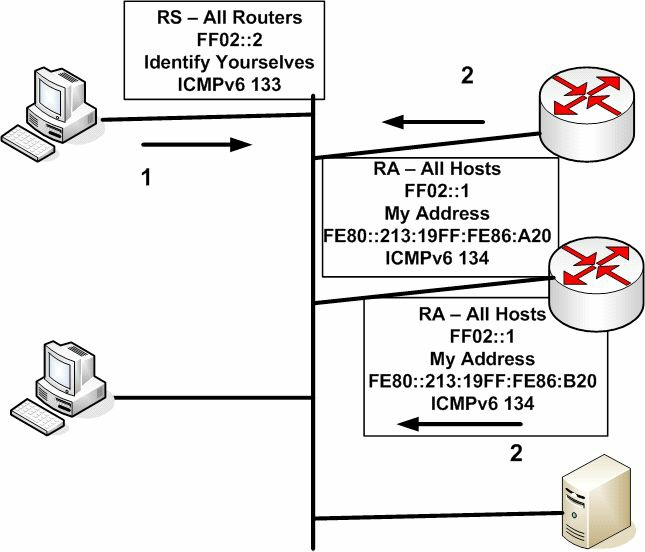 RS – All Routers
FF02::2
Identify Yourselves
ICMPv6 133
1
2
RA – All Hosts
FF02::1
My Address
FE80::213:19FF:FE86:A20
ICMPv6 134
RA – All Hosts
FF02::1
My Address
FE80::213:19FF:FE86:B20
ICMPv6 134
2